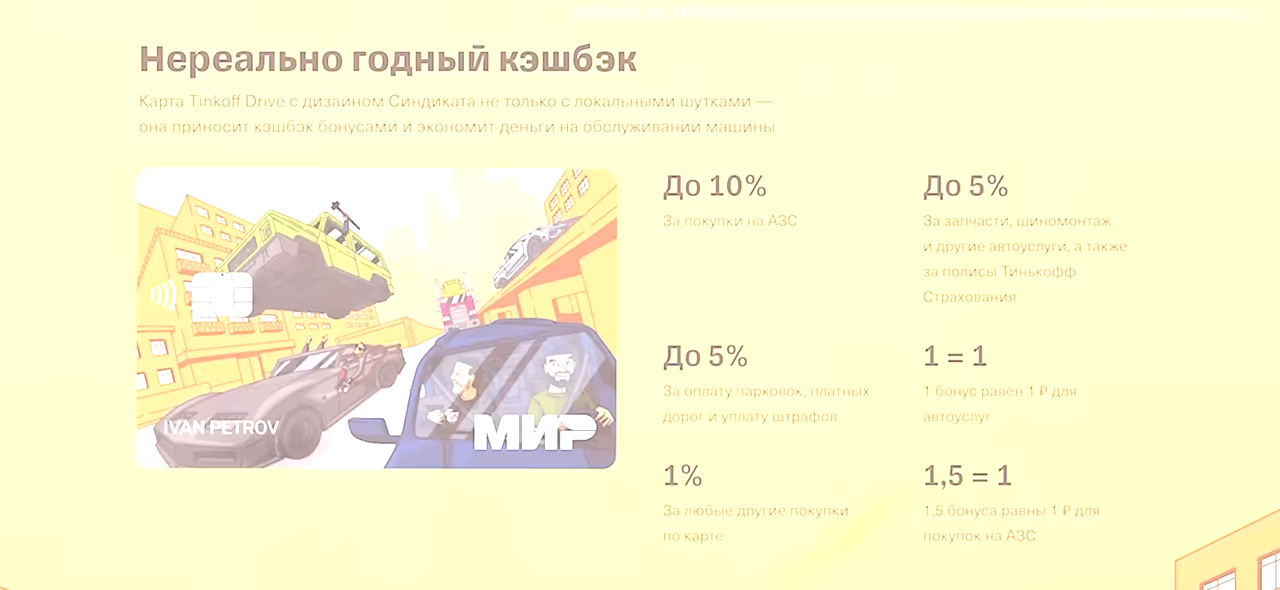 Нереально годный кэшбэк
Карта Tinkoff Drive с дизайном Синдиката не только с локальными шутками —
она приносит кэшбэк бонусами и экономит деньги на обслуживании машины
IVAN PETROV
МИР
До 10%
За покупки на АЗС
До 5%
За запчасти, шиномонтаж
и другие автоуслуги, а также
за полисы Тинькофф
Страхования
До 5%
За оплату парковок, платных
дорог и уплату штрафов
1 = 1
1 бонус равен 1 ₽ для
автоуслуг
1%
За любые другие покупки
по карте
1,5 = 1
1,5 бонуса равны 1 ₽ для
покупок на АЗС